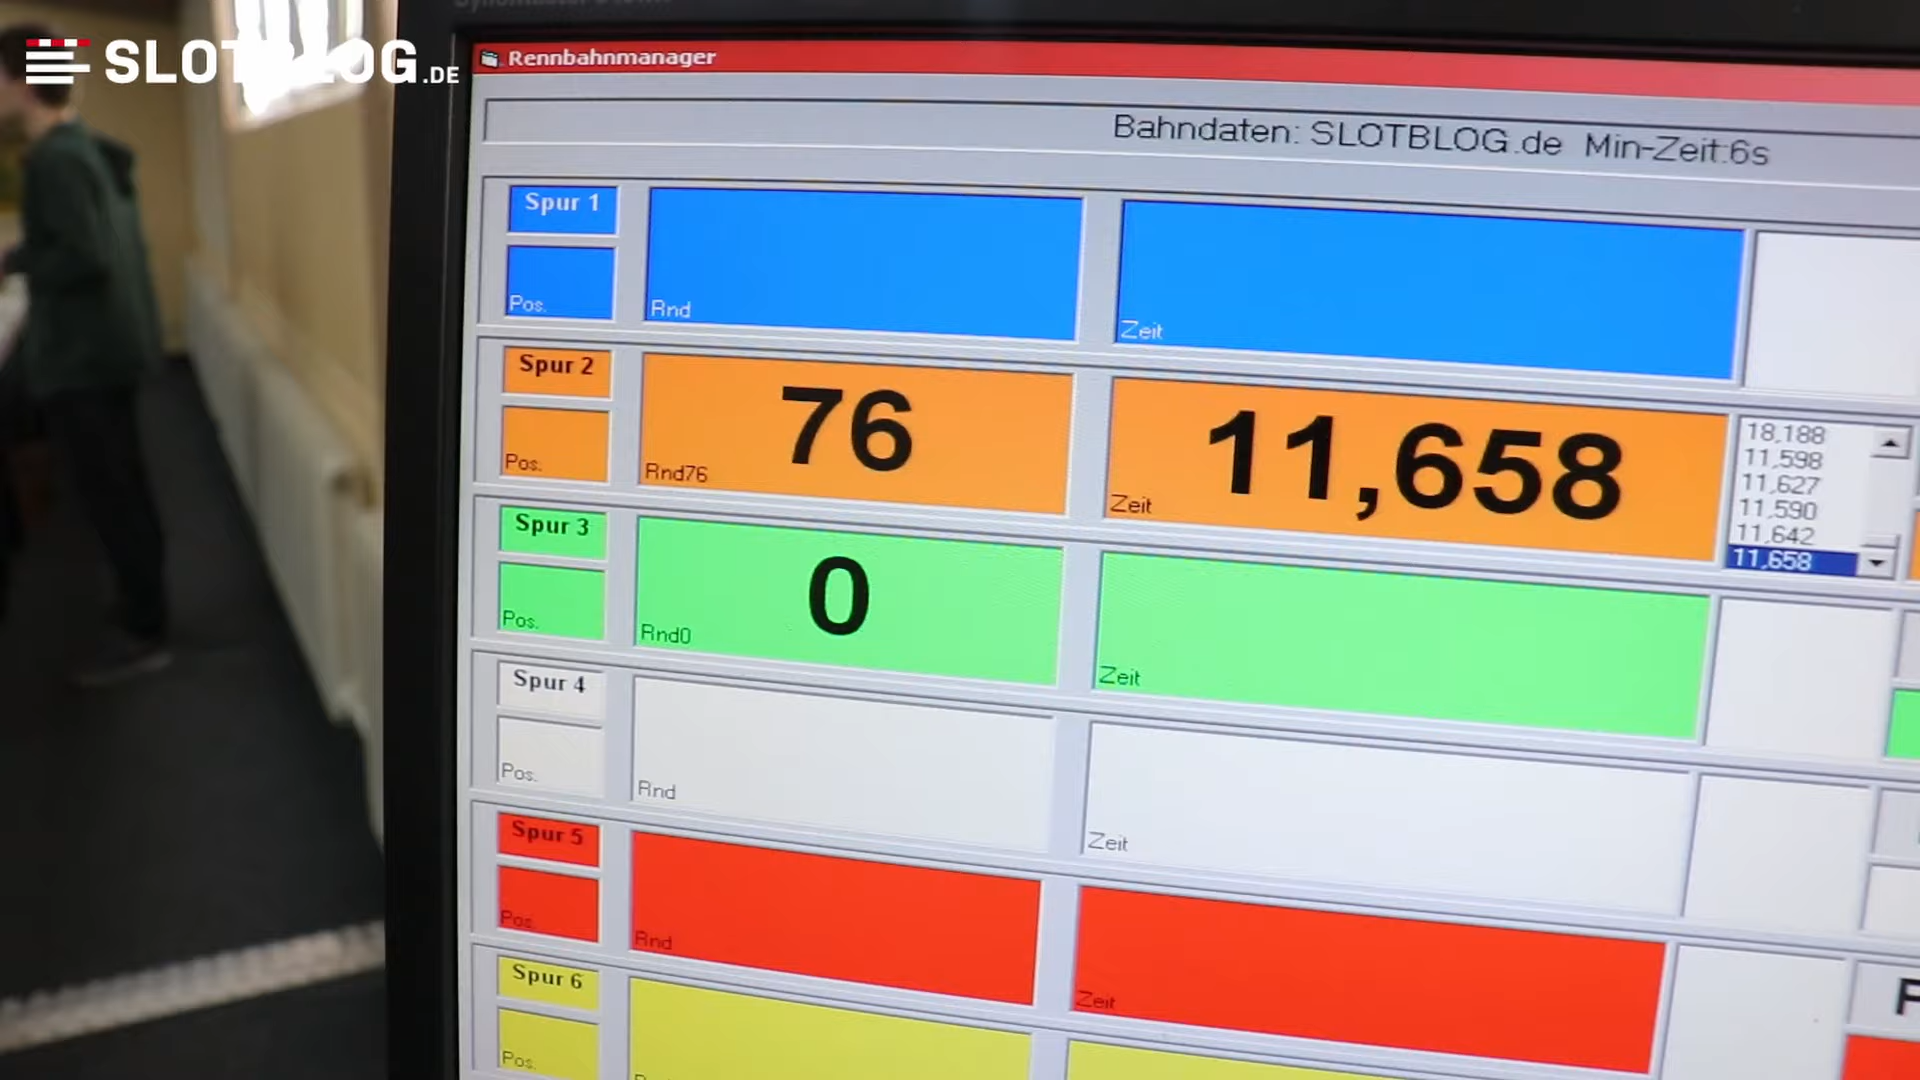 SLOTBLOG.DE
Rennbahnmanager
Bahndaten: SLOTBLOG.de Min-Zeit:6s
Spur 1
Pos.
Rnd
Zeit
Spur 2
Pos.
76
Rnd76
11,658
Zeit
18,188
11,598
11,627
11,590
11,642
11,658
Spur 3
Pos.
0
Rnd0
Zeit
Spur 4
Pos.
Rnd
Zeit
Spur 5
Pos.
Rnd
Zeit
Spur 6
Pos.